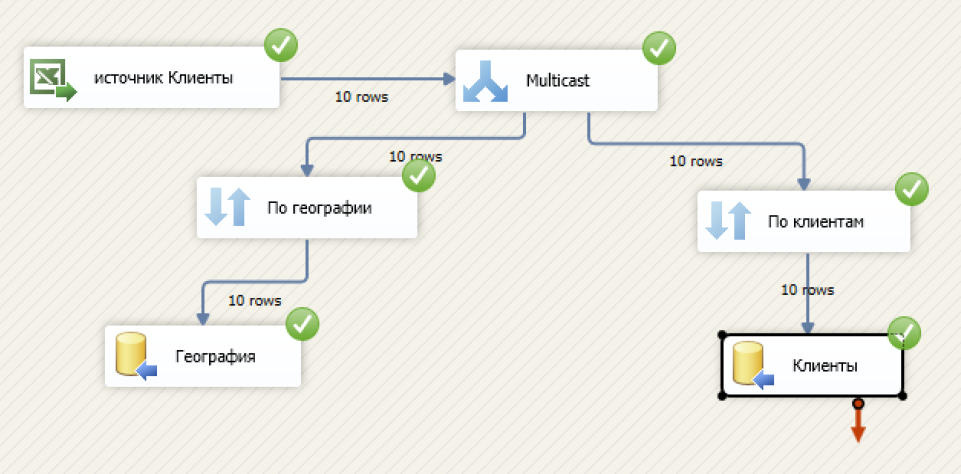 источник Клиенты
Multicast
10 rows
10 rows
10 rows
По географии
По клиентам
10 rows
10 rows
География
Клиенты